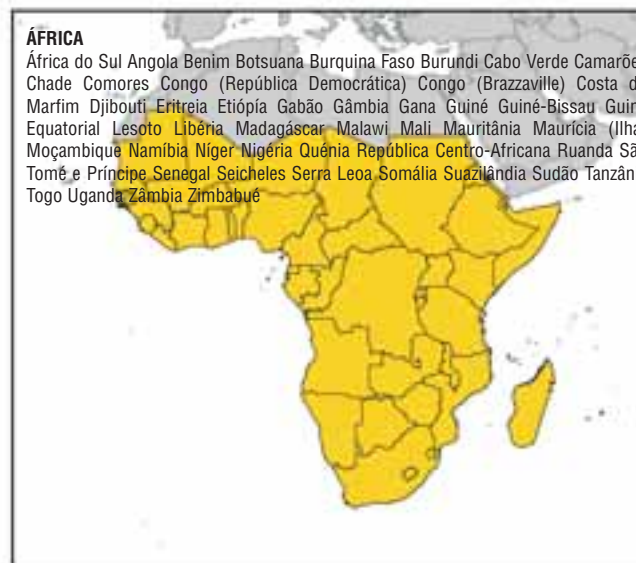 ÁFRICA
África do Sul Angola Benim Botsuana Burquina Faso Burundi Cabo Verde Camarõe
Chade Comores Congo (República Democrática) Congo (Brazzaville) Costa d
Marfim Djibouti Eritreia Etiópía Gabão Gâmbia Gana Guiné Guiné-Bissau Guin
Equatorial Lesoto Libéria Madagáscar Malawi Mali Mauritânia Maurícia (Ilha
Moçambique Namíbia Níger Nigéria Quénia República Centro-Africana Ruanda Sã
Tomé e Príncipe Senegal Seicheles Serra Leoa Somália Suazilândia Sudão Tanzân
Togo Uganda Zâmbia Zimbabué